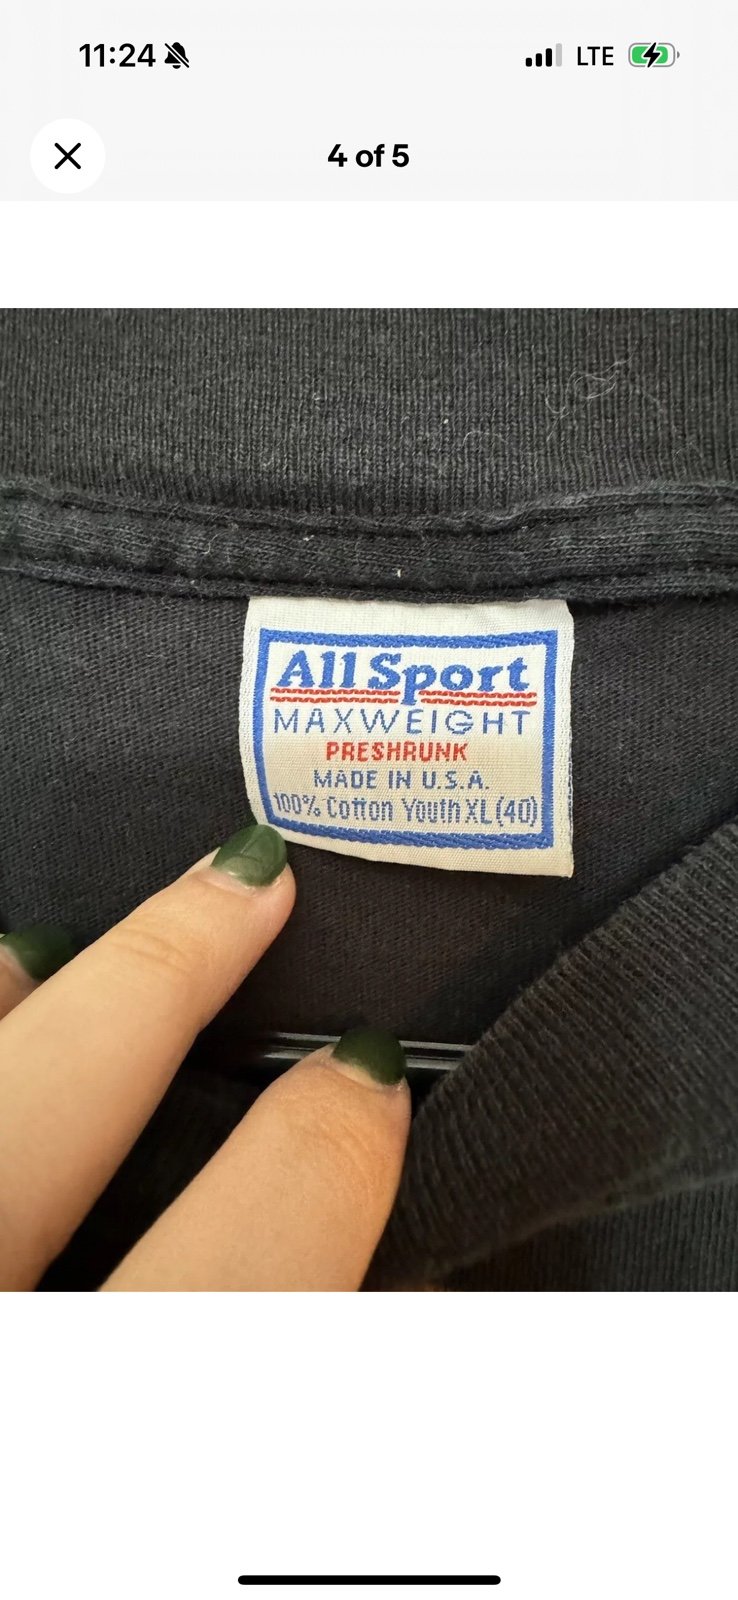 11:24 LTE
4 of 5
All Sport
MAXWEIGHT
PRESHRUNK
MADE IN U.S.A.
100% Cotton Youth XL (40)